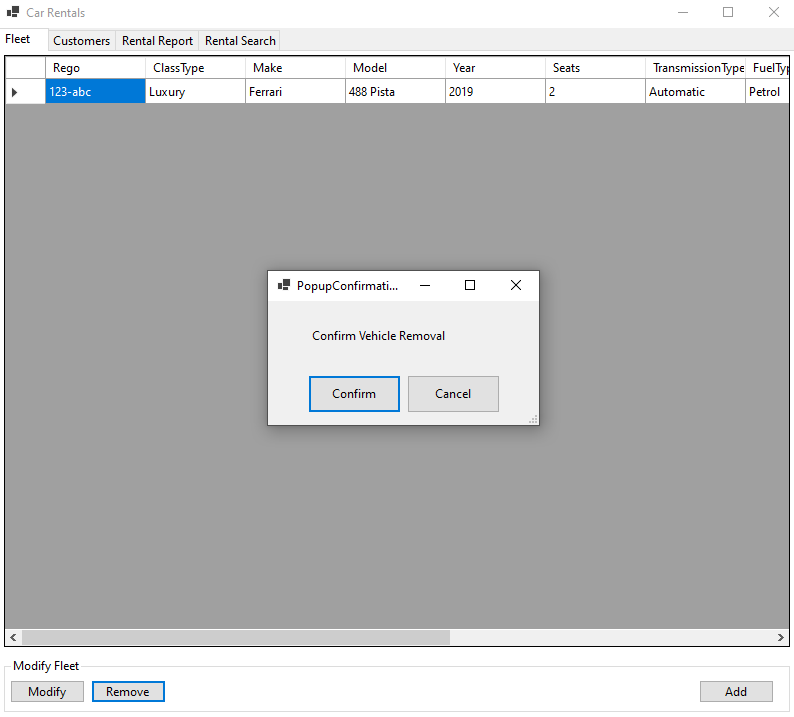 Car Rentals
Fleet Customers Rental Report Rental Search
Rego ClassType Make Model Year Seats TransmissionType FuelTyp
123-abc Luxury Ferrari 488 Pista 2019 2 Automatic Petrol
PopupConfirmati...
Confirm Vehicle Removal
Confirm Cancel
Modify Fleet
Modify Remove Add